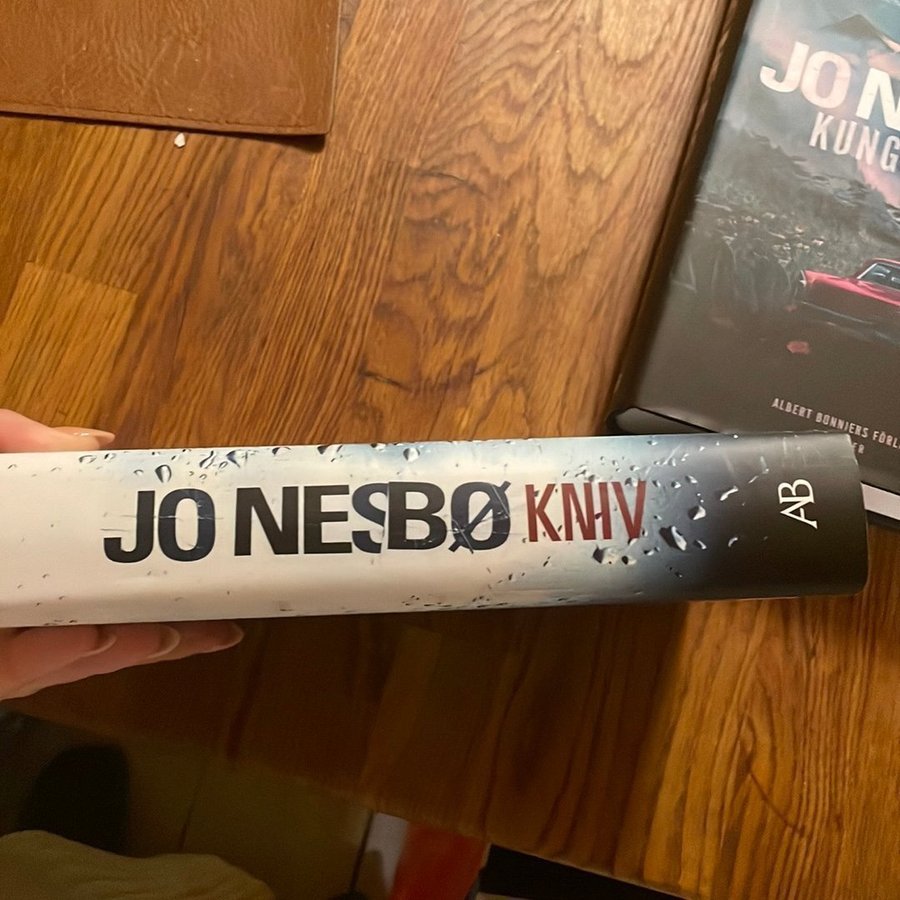 JO N
KUNG
ALBERT BONNIERS FÖRL
JO NESBØ KNIV AB